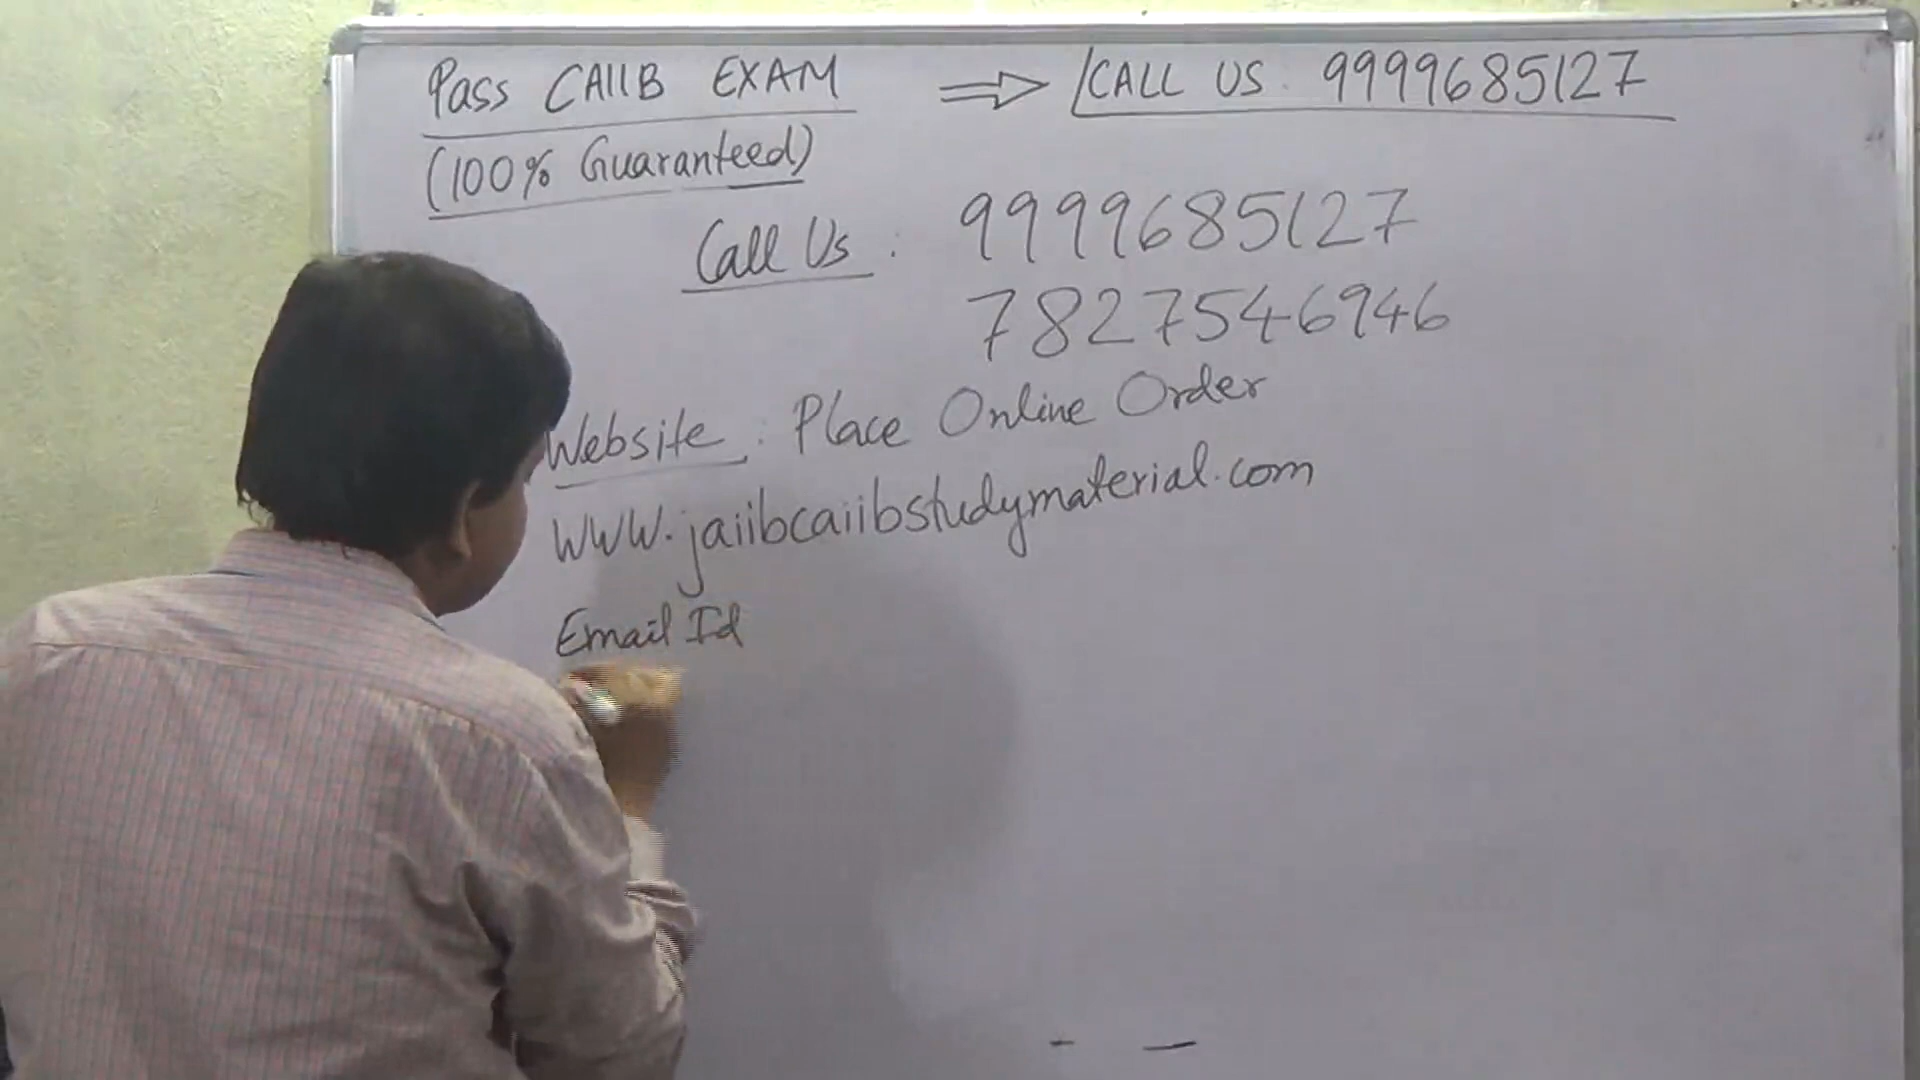 Pass CAIIB EXAM ⇒ CALL US. 9999685127
(100% Guaranteed)
Call Us : 9999685127
7827546946
Website : Place Online Order
WWW.jaiibcaiibstudymaterial.com
Email Id